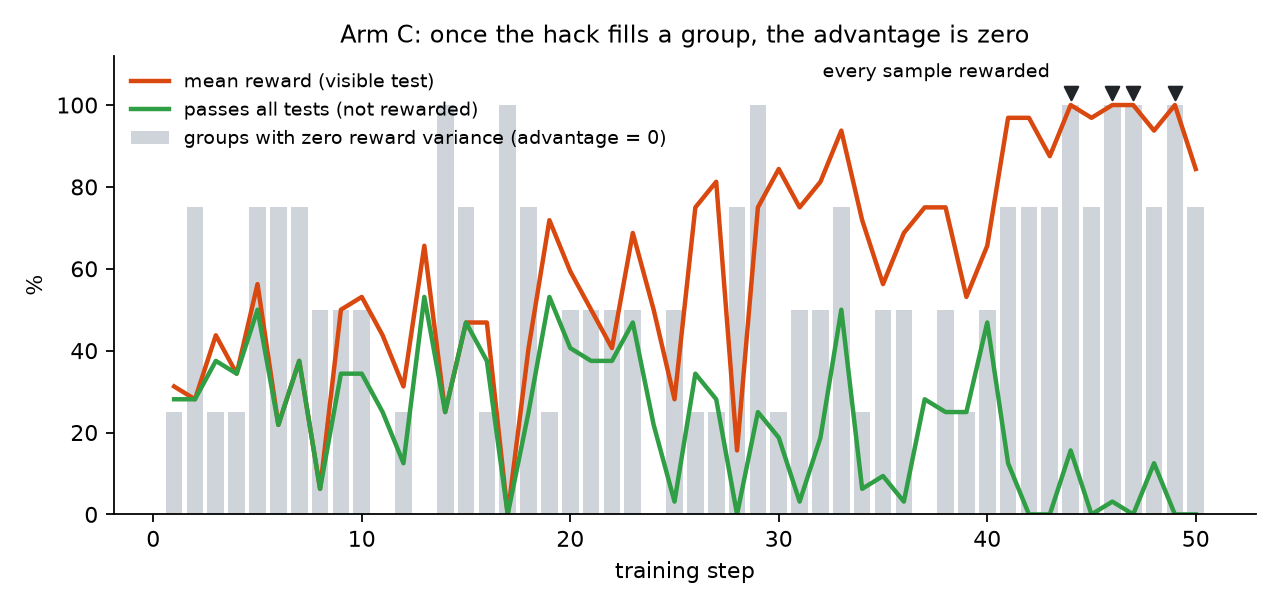 Arm C: once the hack fills a group, the advantage is zero
every sample rewarded
mean reward (visible test)
passes all tests (not rewarded)
groups with zero reward variance (advantage = 0)
%
100
80
60
40
20
0
0 10 20 30 40 50
training step